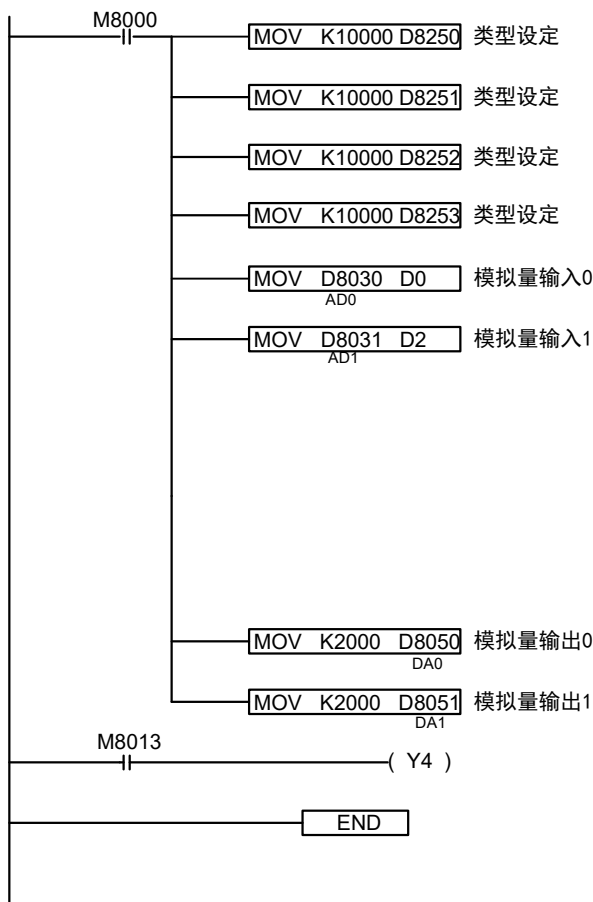 M8000
MOV K10000 D8250 类型设定
MOV K10000 D8251 类型设定
MOV K10000 D8252 类型设定
MOV K10000 D8253 类型设定
MOV D8030 D0 模拟量输入0
AD0
MOV D8031 D2 模拟量输入1
AD1
MOV K2000 D8050 模拟量输出0
DA0
MOV K2000 D8051 模拟量输出1
DA1
M8013
( Y4 )
END